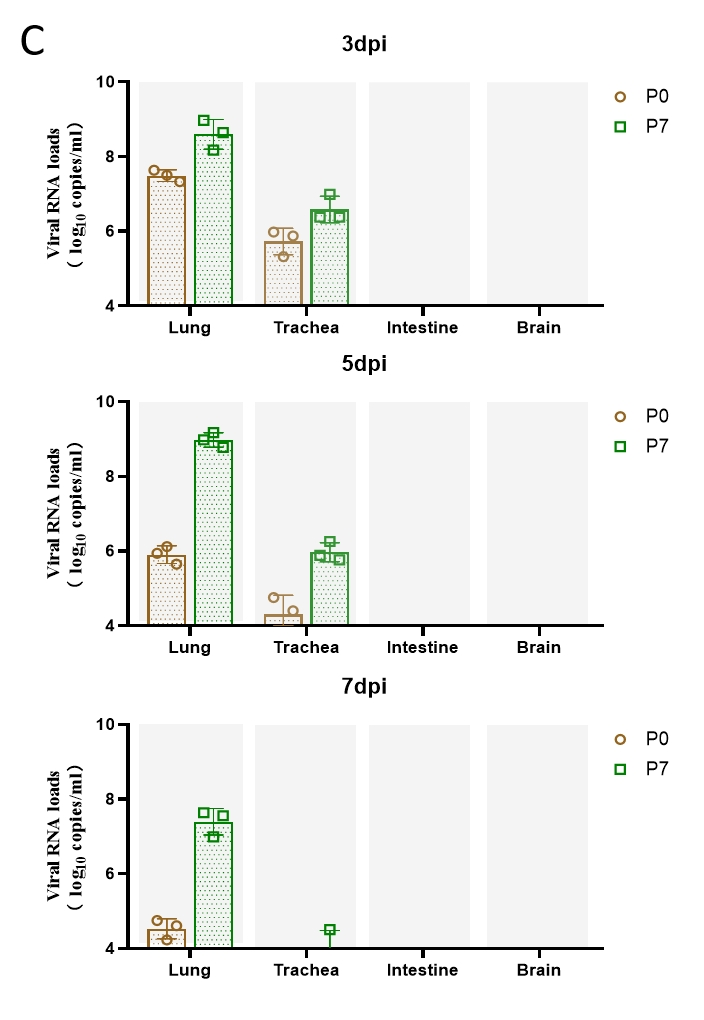 C
3dpi
Viral RNA loads
( log10 copies/ml)
10
8
6
4
Lung Trachea Intestine Brain
P0
P7
5dpi
Viral RNA loads
( log10 copies/ml)
10
8
6
4
Lung Trachea Intestine Brain
P0
P7
7dpi
Viral RNA loads
( log10 copies/ml)
10
8
6
4
Lung Trachea Intestine Brain
P0
P7